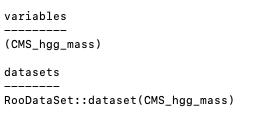 variables
---------
(CMS_hgg_mass)
datasets
--------
RooDataSet::dataset(CMS_hgg_mass)